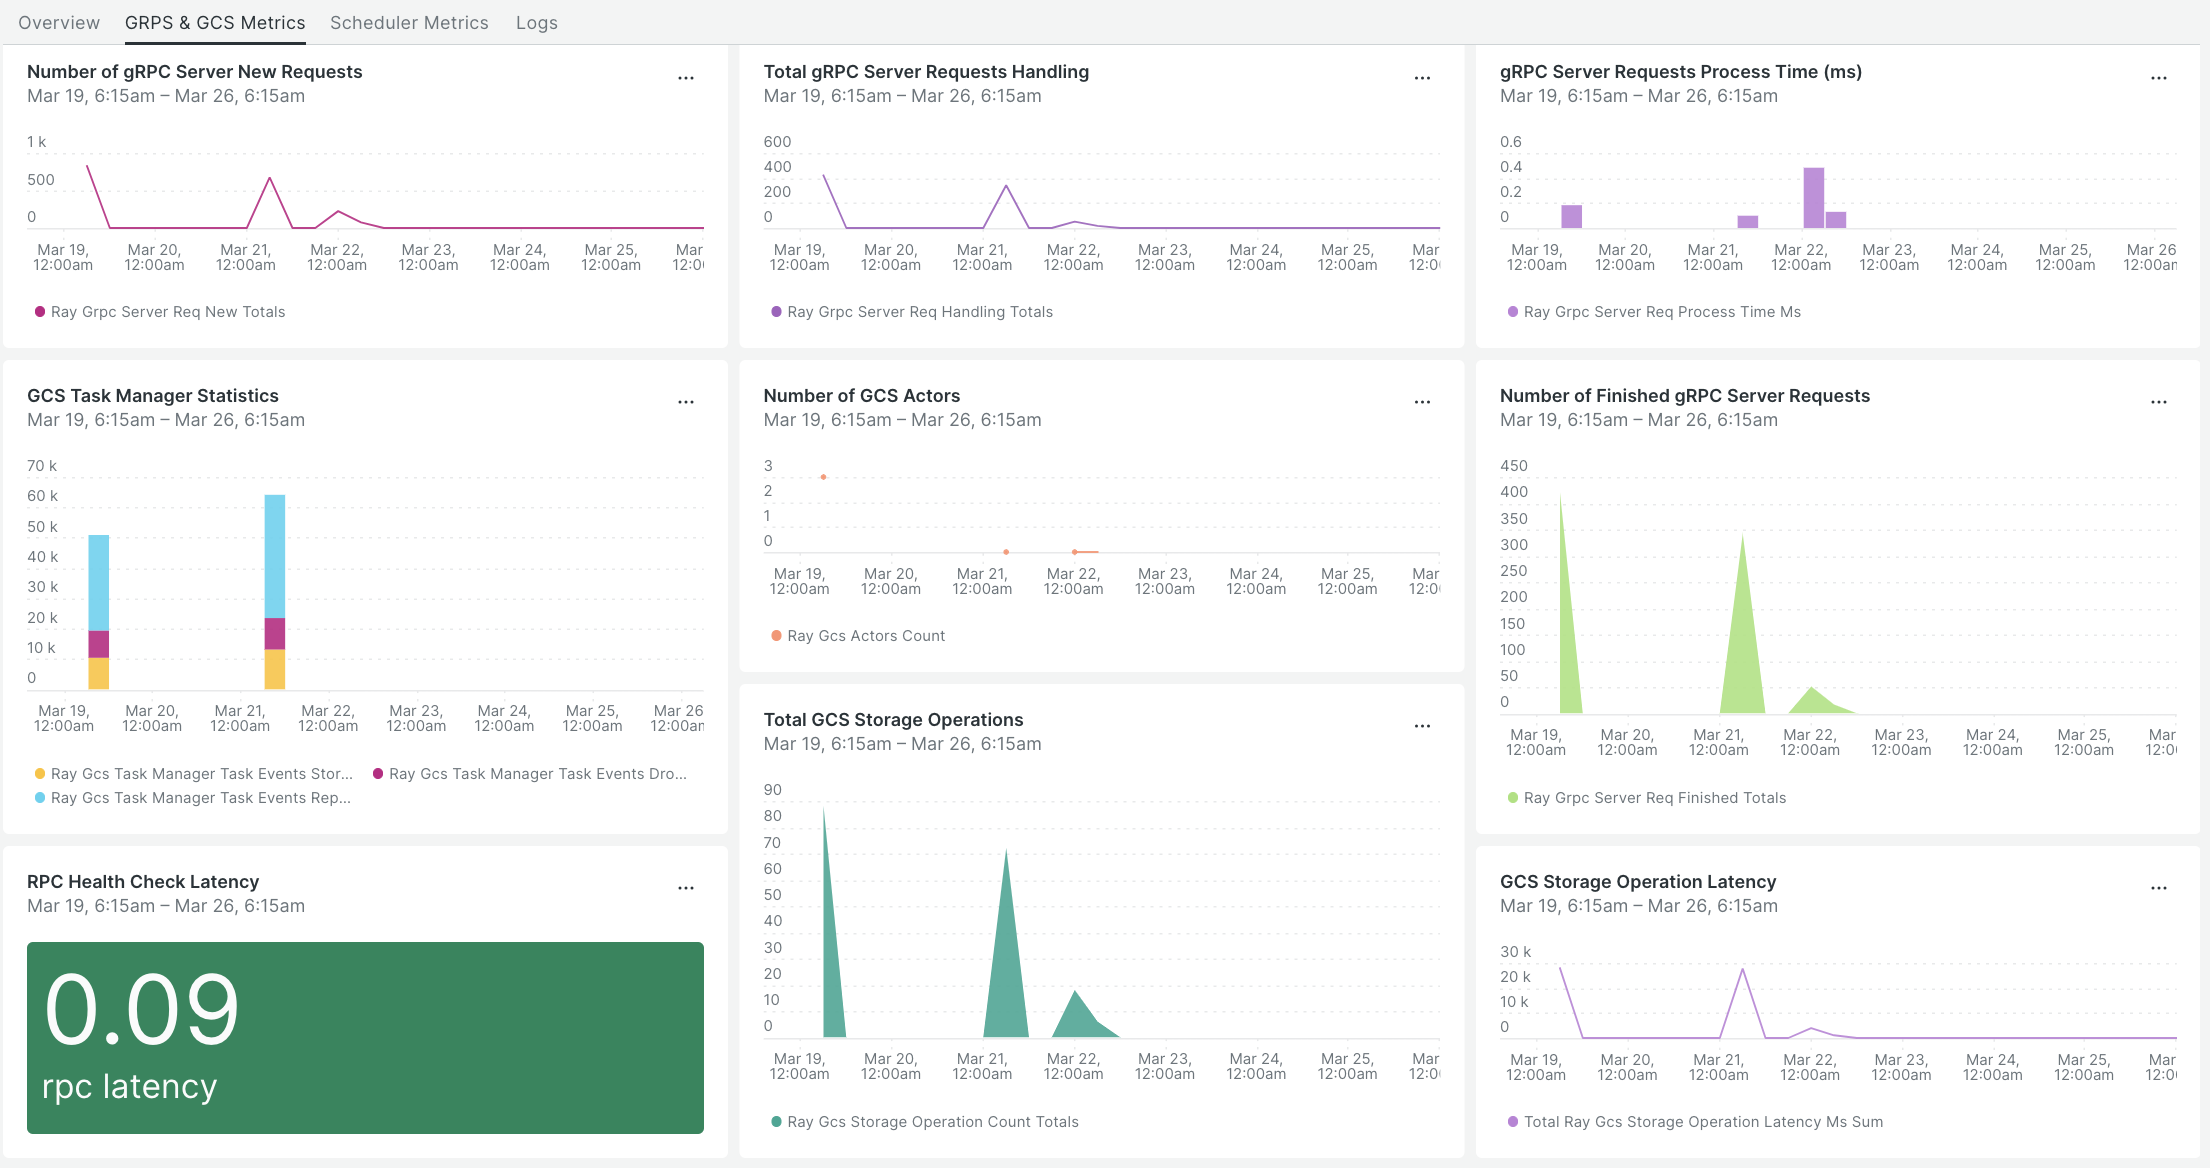 Overview GRPS & GCS Metrics Scheduler Metrics Logs
Number of gRPC Server New Requests
Mar 19, 6:15am – Mar 26, 6:15am
1 k
500
0
Mar 19, Mar 20, Mar 21, Mar 22, Mar 23, Mar 24, Mar 25, Mar
12:00am 12:00am 12:00am 12:00am 12:00am 12:00am 12:00am 12:0
Ray Grpc Server Req New Totals
Total gRPC Server Requests Handling
Mar 19, 6:15am – Mar 26, 6:15am
600
400
200
0
Mar 19, Mar 20, Mar 21, Mar 22, Mar 23, Mar 24, Mar 25, Mar
12:00am 12:00am 12:00am 12:00am 12:00am 12:00am 12:00am 12:0
Ray Grpc Server Req Handling Totals
gRPC Server Requests Process Time (ms)
Mar 19, 6:15am – Mar 26, 6:15am
0.6
0.4
0.2
0
Mar 19, Mar 20, Mar 21, Mar 22, Mar 23, Mar 24, Mar 25, Mar 26
12:00am 12:00am 12:00am 12:00am 12:00am 12:00am 12:00am 12:00am
Ray Grpc Server Req Process Time Ms
GCS Task Manager Statistics
Mar 19, 6:15am – Mar 26, 6:15am
70 k
60 k
50 k
40 k
30 k
20 k
10 k
0
Mar 19, Mar 20, Mar 21, Mar 22, Mar 23, Mar 24, Mar 25, Mar 26
12:00am 12:00am 12:00am 12:00am 12:00am 12:00am 12:00am 12:00am
Ray Gcs Task Manager Task Events Stor... Ray Gcs Task Manager Task Events Dro...
Ray Gcs Task Manager Task Events Rep...
Number of GCS Actors
Mar 19, 6:15am – Mar 26, 6:15am
3
2
1
0
Mar 19, Mar 20, Mar 21, Mar 22, Mar 23, Mar 24, Mar 25, Mar
12:00am 12:00am 12:00am 12:00am 12:00am 12:00am 12:00am 12:0
Ray Gcs Actors Count
Number of Finished gRPC Server Requests
Mar 19, 6:15am – Mar 26, 6:15am
450
400
350
300
250
200
150
100
50
0
Mar 19, Mar 20, Mar 21, Mar 22, Mar 23, Mar 24, Mar 25, Mar
12:00am 12:00am 12:00am 12:00am 12:00am 12:00am 12:00am 12:0
Ray Grpc Server Req Finished Totals
Total GCS Storage Operations
Mar 19, 6:15am – Mar 26, 6:15am
90
80
70
60
50
40
30
20
10
0
Mar 19, Mar 20, Mar 21, Mar 22, Mar 23, Mar 24, Mar 25, Mar
12:00am 12:00am 12:00am 12:00am 12:00am 12:00am 12:00am 12:0
Ray Gcs Storage Operation Count Totals
RPC Health Check Latency
Mar 19, 6:15am – Mar 26, 6:15am
0.09
rpc latency
GCS Storage Operation Latency
Mar 19, 6:15am – Mar 26, 6:15am
30 k
20 k
10 k
0
Mar 19, Mar 20, Mar 21, Mar 22, Mar 23, Mar 24, Mar 25, Mar
12:00am 12:00am 12:00am 12:00am 12:00am 12:00am 12:00am 12:0
Total Ray Gcs Storage Operation Latency Ms Sum